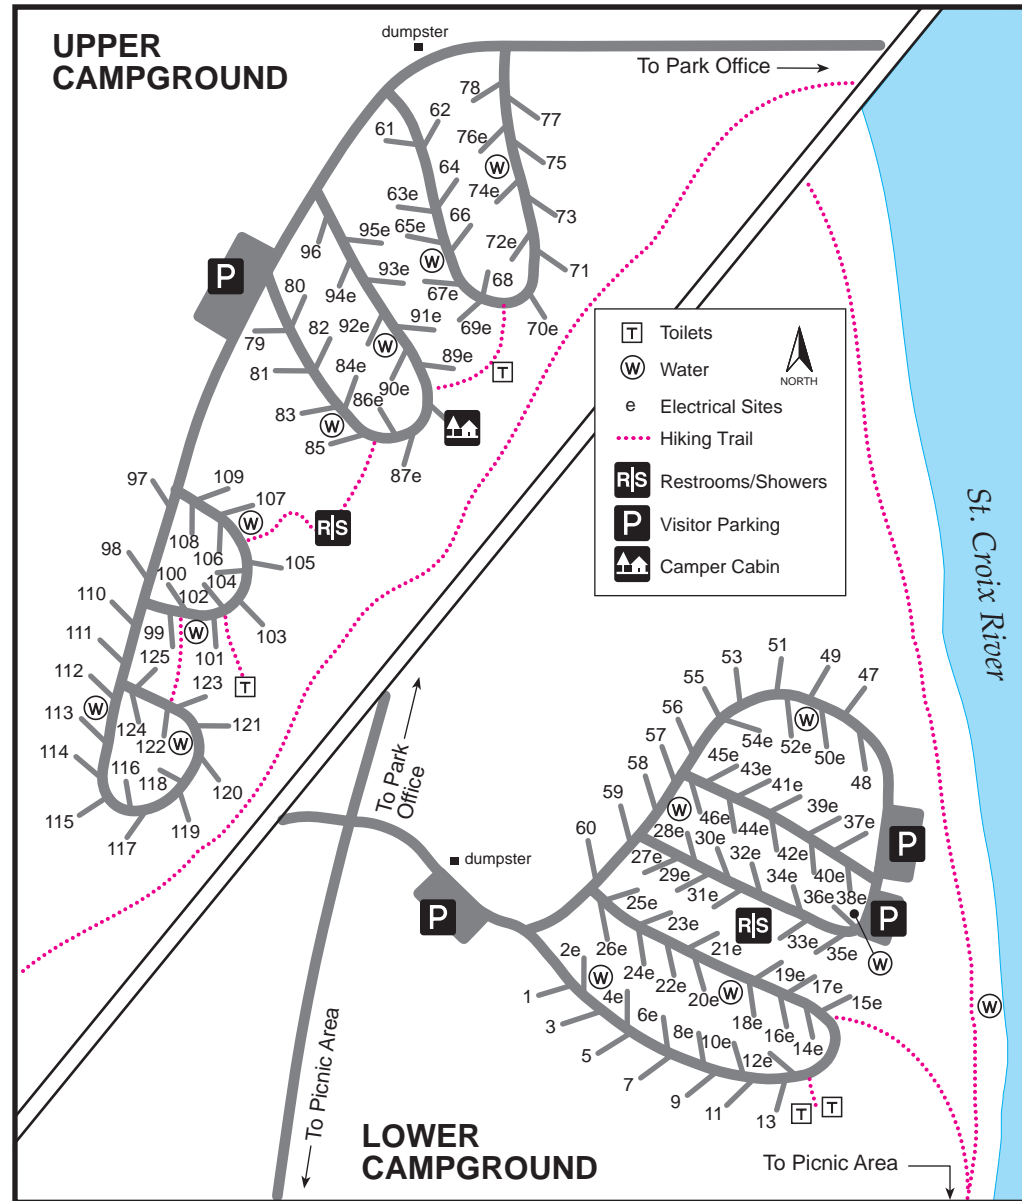 UPPER
CAMPGROUND
dumpster
To Park Office
78
62
61
77
76e
64
75
74e
63e
66
73
65e
95e
96
72e
93e
71
80
94e
67e
68
91e
82
92e
69e
70e
79
84e
89e
81
90e
86e
83
85
87e
P
W
W
W
W
T
T Toilets
W Water
NORTH
e Electrical Sites
Hiking Trail
R|S Restrooms/Showers
P Visitor Parking
Camper Cabin
St. Croix River
97
109
107
W
R|S
98
108
106
105
100
104
110
102
103
99
W
101
111
125
112
123
T
W
113
124
121
122
W
114
116
118
120
115
119
117
To Park
Office
dumpster
P
To Picnic Area
51
53
49
47
55
56
W
54e
52e
50e
57
45e
48
58
43e
41e
59
W
46e
39e
28e
44e
37e
60
30e
42e
P
27e
32e
40e
29e
34e
38e
31e
36e
25e
23e
R|S
P
33e
35e
2e
26e
21e
W
24e
19e
W
22e
17e
1
4e
20e
W
15e
W
3
6e
18e
16e
8e
14e
5
10e
12e
7
9
11
13
T
T
LOWER
CAMPGROUND
To Picnic Area